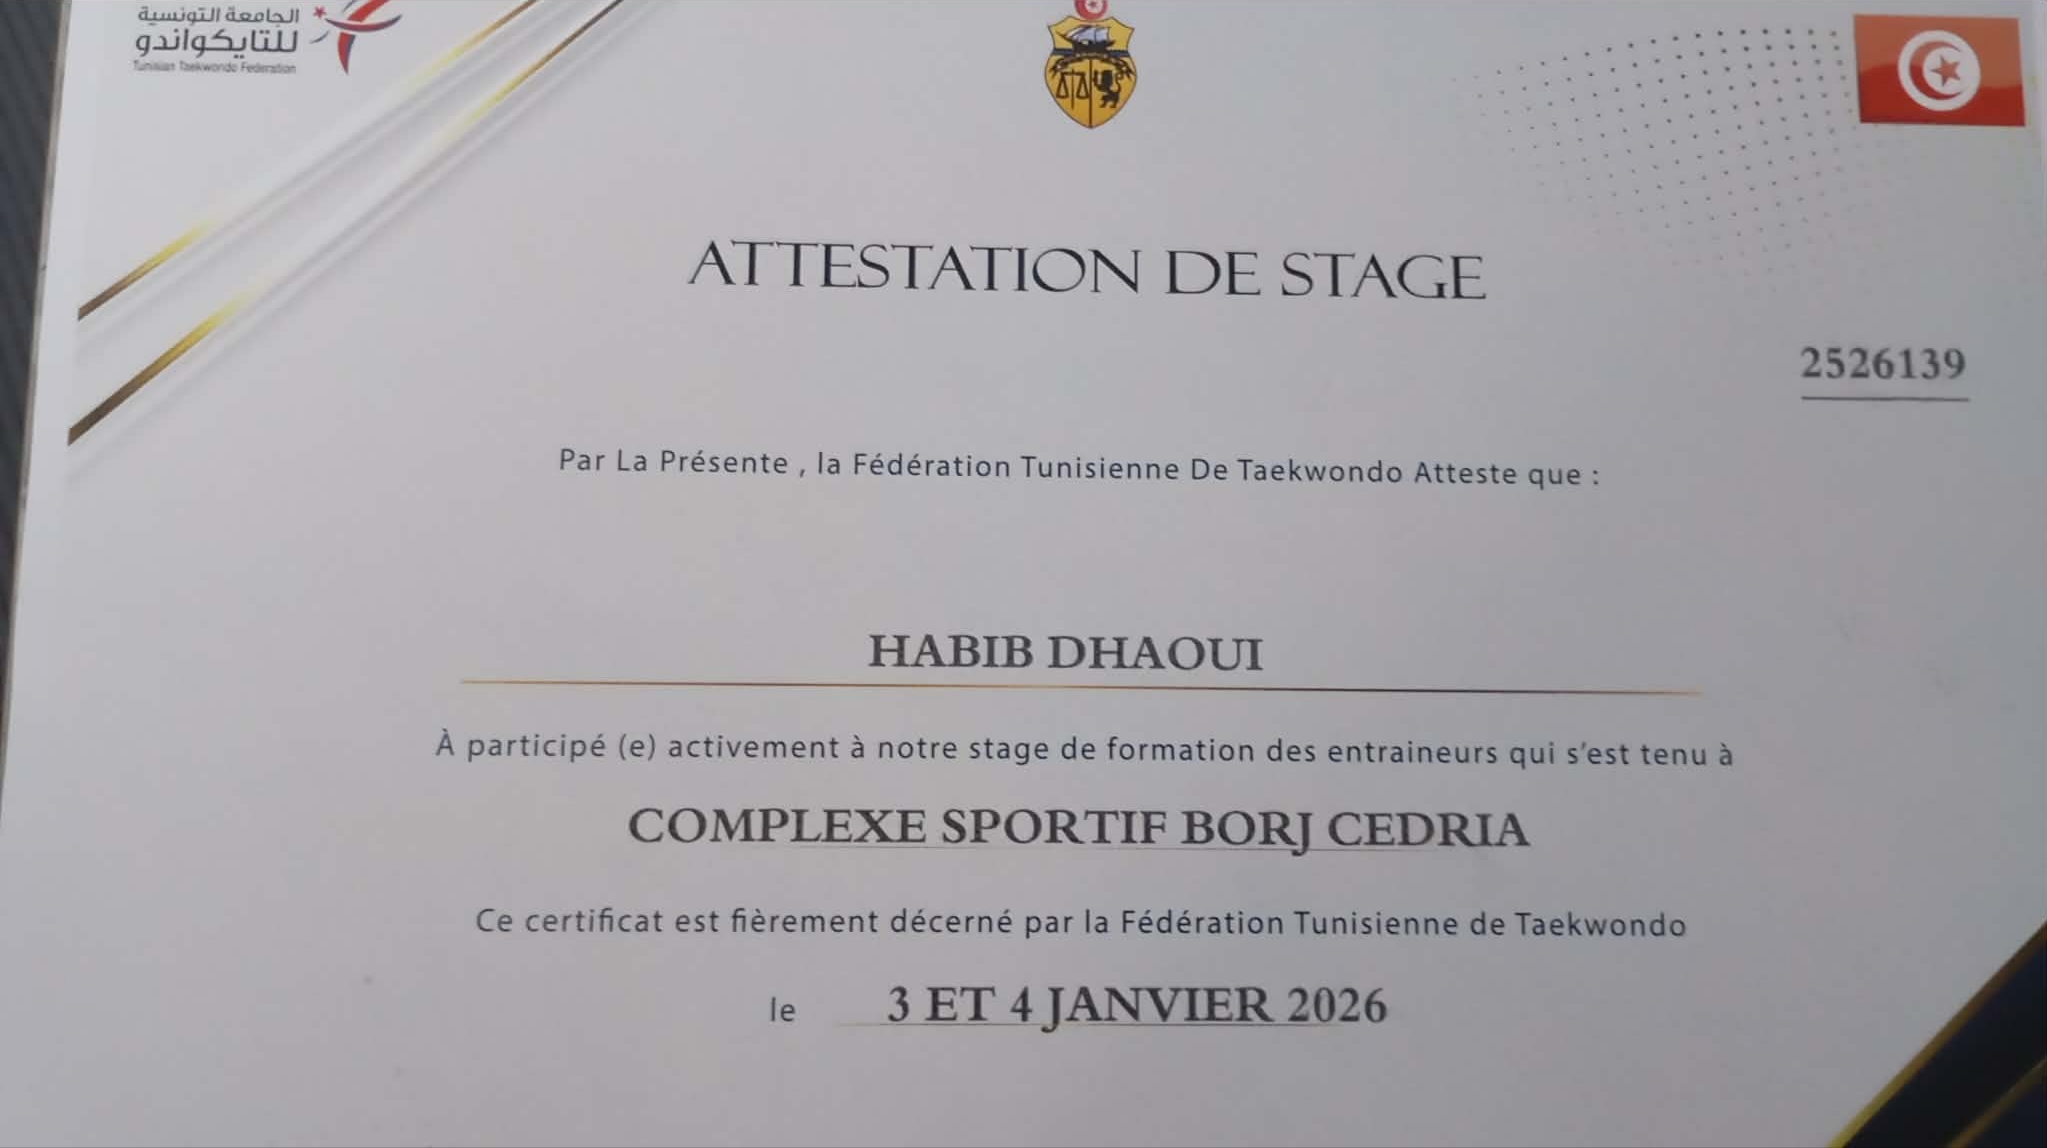 الجامعة التونسية
للتايكواندو
Tunisian Taekwondo Federation
ATTESTATION DE STAGE
2526139
Par La Présente , la Fédération Tunisienne De Taekwondo Atteste que :
HABIB DHAOUI
À participé (e) activement à notre stage de formation des entraineurs qui s'est tenu à
COMPLEXE SPORTIF BORJ CEDRIA
Ce certificat est fièrement décerné par la Fédération Tunisienne de Taekwondo
le 3 ET 4 JANVIER 2026